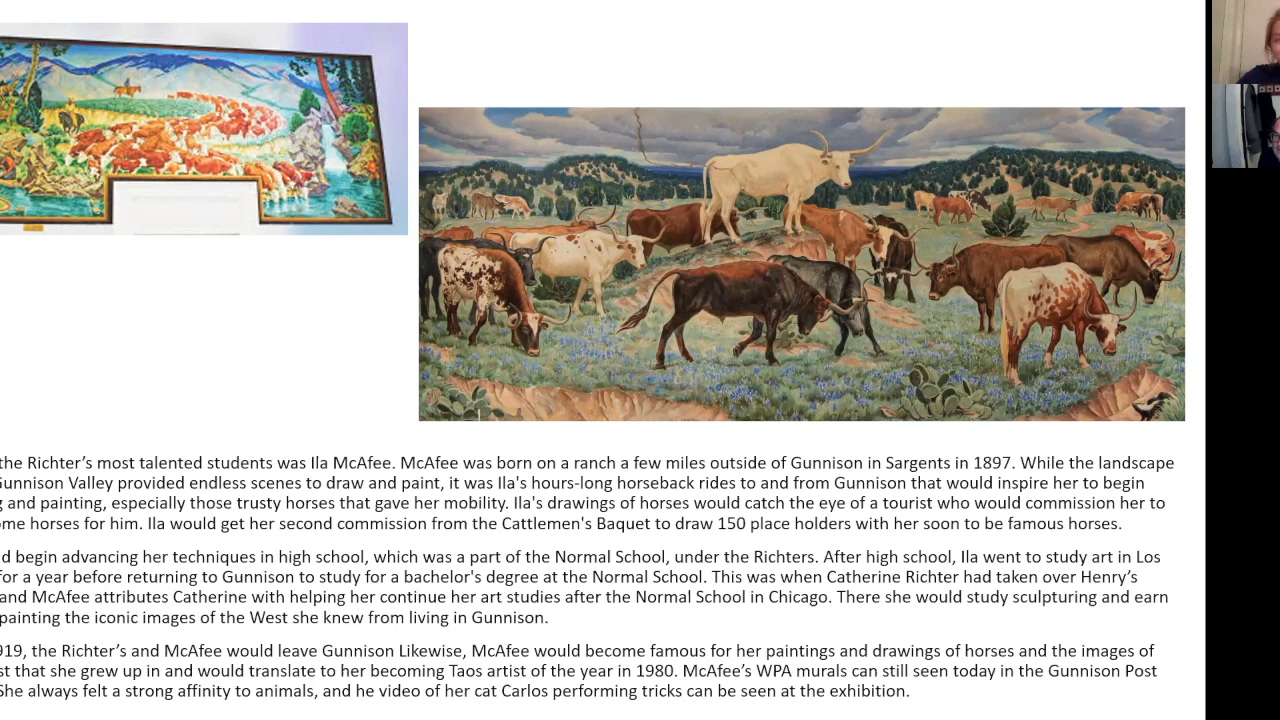 the Richter’s most talented students was Ila McAfee. McAfee was born on a ranch a few miles outside of Gunnison in Sargents in 1897. While the landscape
Gunnison Valley provided endless scenes to draw and paint, it was Ila's hours-long horseback rides to and from Gunnison that would inspire her to begin
and painting, especially those trusty horses that gave her mobility. Ila's drawings of horses would catch the eye of a tourist who would commission her to
me horses for him. Ila would get her second commission from the Cattlemen's Baquet to draw 150 place holders with her soon to be famous horses.
d begin advancing her techniques in high school, which was a part of the Normal School, under the Richters. After high school, Ila went to study art in Los
for a year before returning to Gunnison to study for a bachelor's degree at the Normal School. This was when Catherine Richter had taken over Henry’s
and McAfee attributes Catherine with helping her continue her art studies after the Normal School in Chicago. There she would study sculpturing and earn
painting the iconic images of the West she knew from living in Gunnison.
919, the Richter’s and McAfee would leave Gunnison Likewise, McAfee would become famous for her paintings and drawings of horses and the images of
st that she grew up in and would translate to her becoming Taos artist of the year in 1980. McAfee’s WPA murals can still seen today in the Gunnison Post
She always felt a strong affinity to animals, and he video of her cat Carlos performing tricks can be seen at the exhibition.